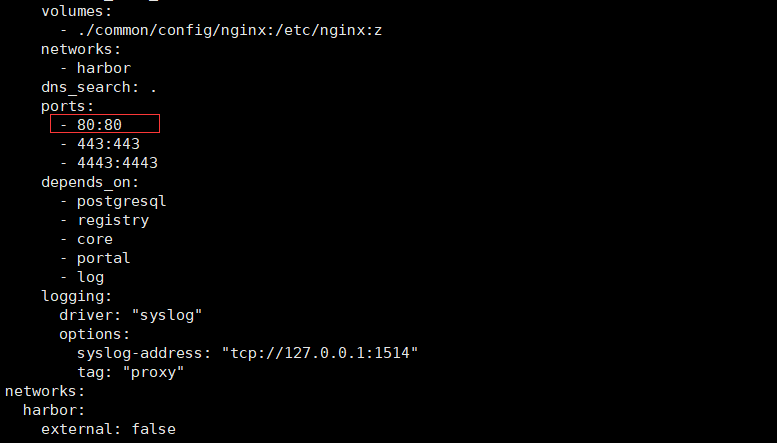 volumes:
- ./common/config/nginx:/etc/nginx:z
networks:
- harbor
dns_search: .
ports:
- 80:80
- 443:443
- 4443:4443
depends_on:
- postgresql
- registry
- core
- portal
- log
logging:
driver: "syslog"
options:
syslog-address: "tcp://127.0.0.1:1514"
tag: "proxy"
networks:
harbor:
external: false